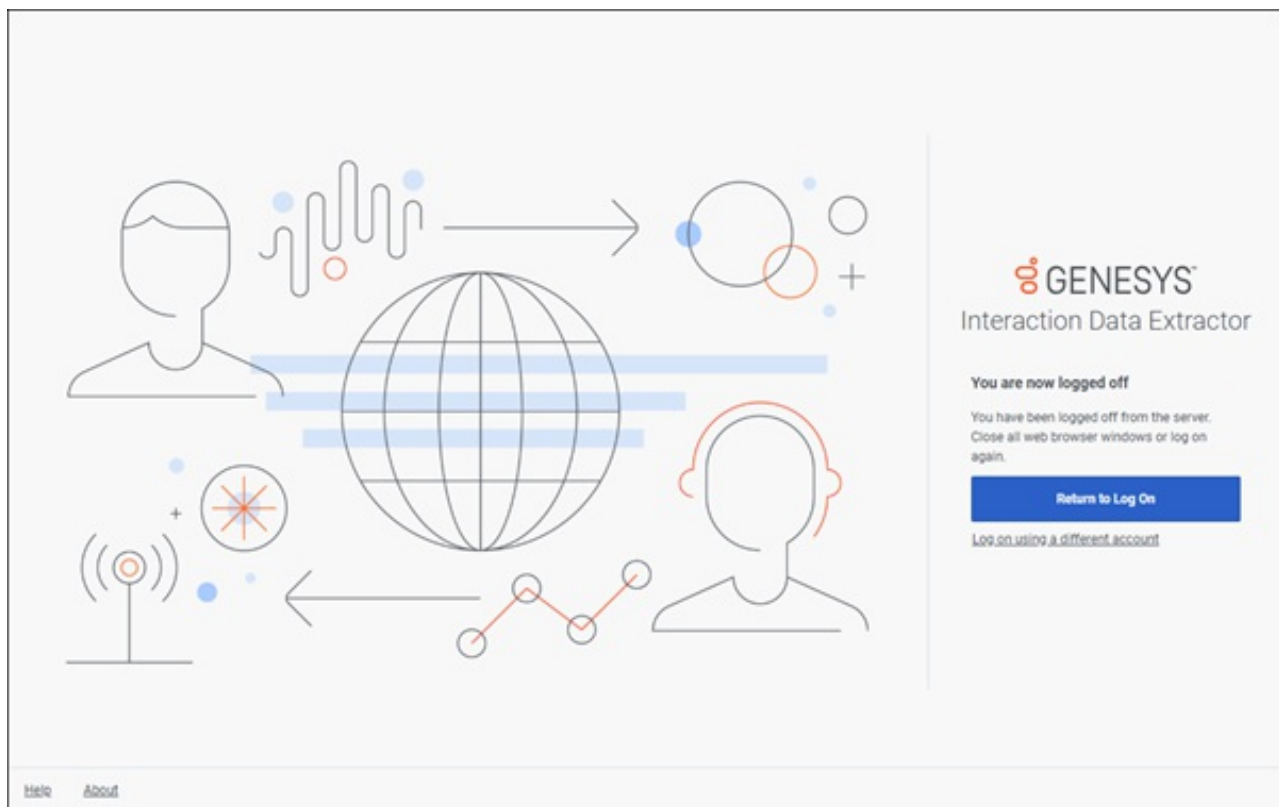 GENESYS™
Interaction Data Extractor
You are now logged off
You have been logged off from the server.
Close all web browser windows or log on
again.
Return to Log On
Log on using a different account
Help About